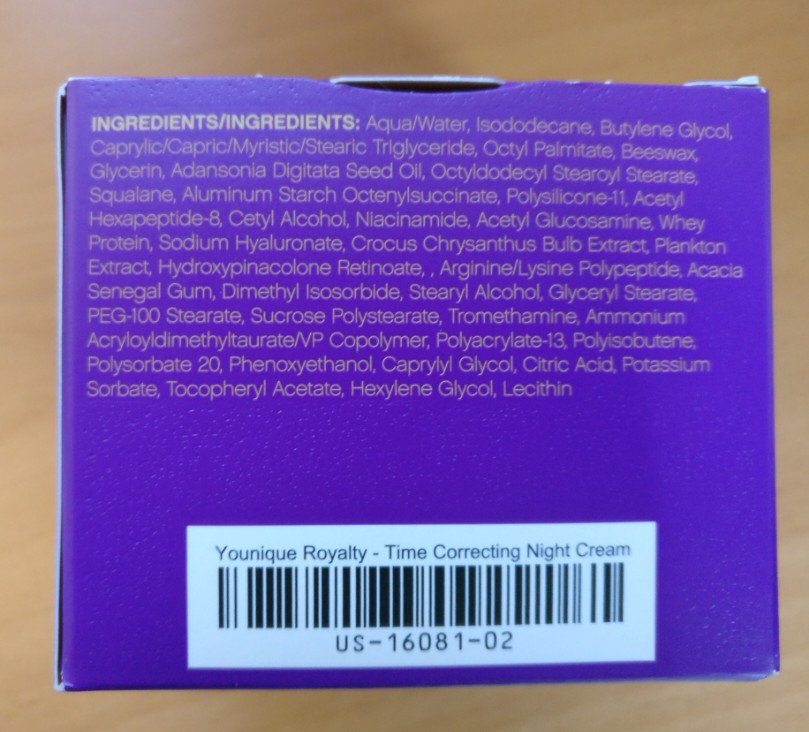 INGREDIENTS/INGREDIENTS: Aqua/Water, Isododecane, Butylene Glycol,
Caprylic/Capric/Myristic/Stearic Triglyceride, Octyl Palmitate, Beeswax,
Glycerin, Adansonia Digitata Seed Oil, Octyldodecyl Stearoyl Stearate,
Squalane, Aluminum Starch Octenylsuccinate, Polysilicone-11, Acetyl
Hexapeptide-8, Cetyl Alcohol, Niacinamide, Acetyl Glucosamine, Whey
Protein, Sodium Hyaluronate, Crocus Chrysanthus Bulb Extract, Plankton
Extract, Hydroxypinacolone Retinoate, , Arginine/Lysine Polypeptide, Acacia
Senegal Gum, Dimethyl Isosorbide, Stearyl Alcohol, Glyceryl Stearate,
PEG-100 Stearate, Sucrose Polystearate, Tromethamine, Ammonium
Acryloyldimethyltaurate/VP Copolymer, Polyacrylate-13, Polyisobutene,
Polysorbate 20, Phenoxyethanol, Caprylyl Glycol, Citric Acid, Potassium
Sorbate, Tocopheryl Acetate, Hexylene Glycol, Lecithin
Younique Royalty - Time Correcting Night Cream
US-16081-02